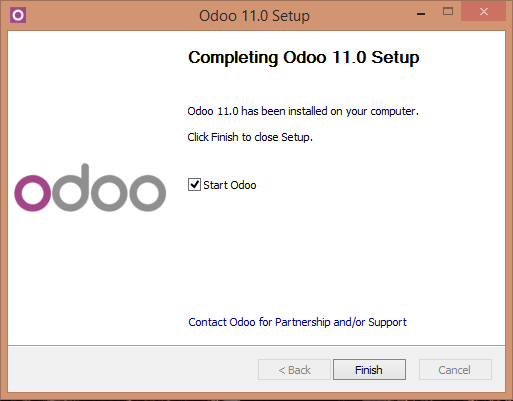 Odoo 11.0 Setup
Completing Odoo 11.0 Setup
Odoo 11.0 has been installed on your computer.
Click Finish to close Setup.
odoo
Start Odoo
Contact Odoo for Partnership and/or Support
< Back
Finish
Cancel